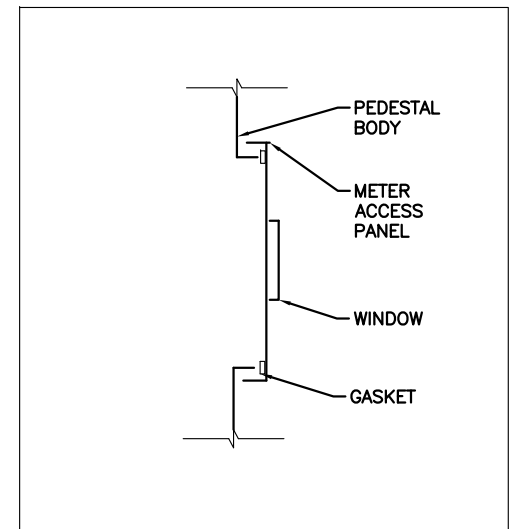 PEDESTAL
BODY
METER
ACCESS
PANEL
WINDOW
GASKET